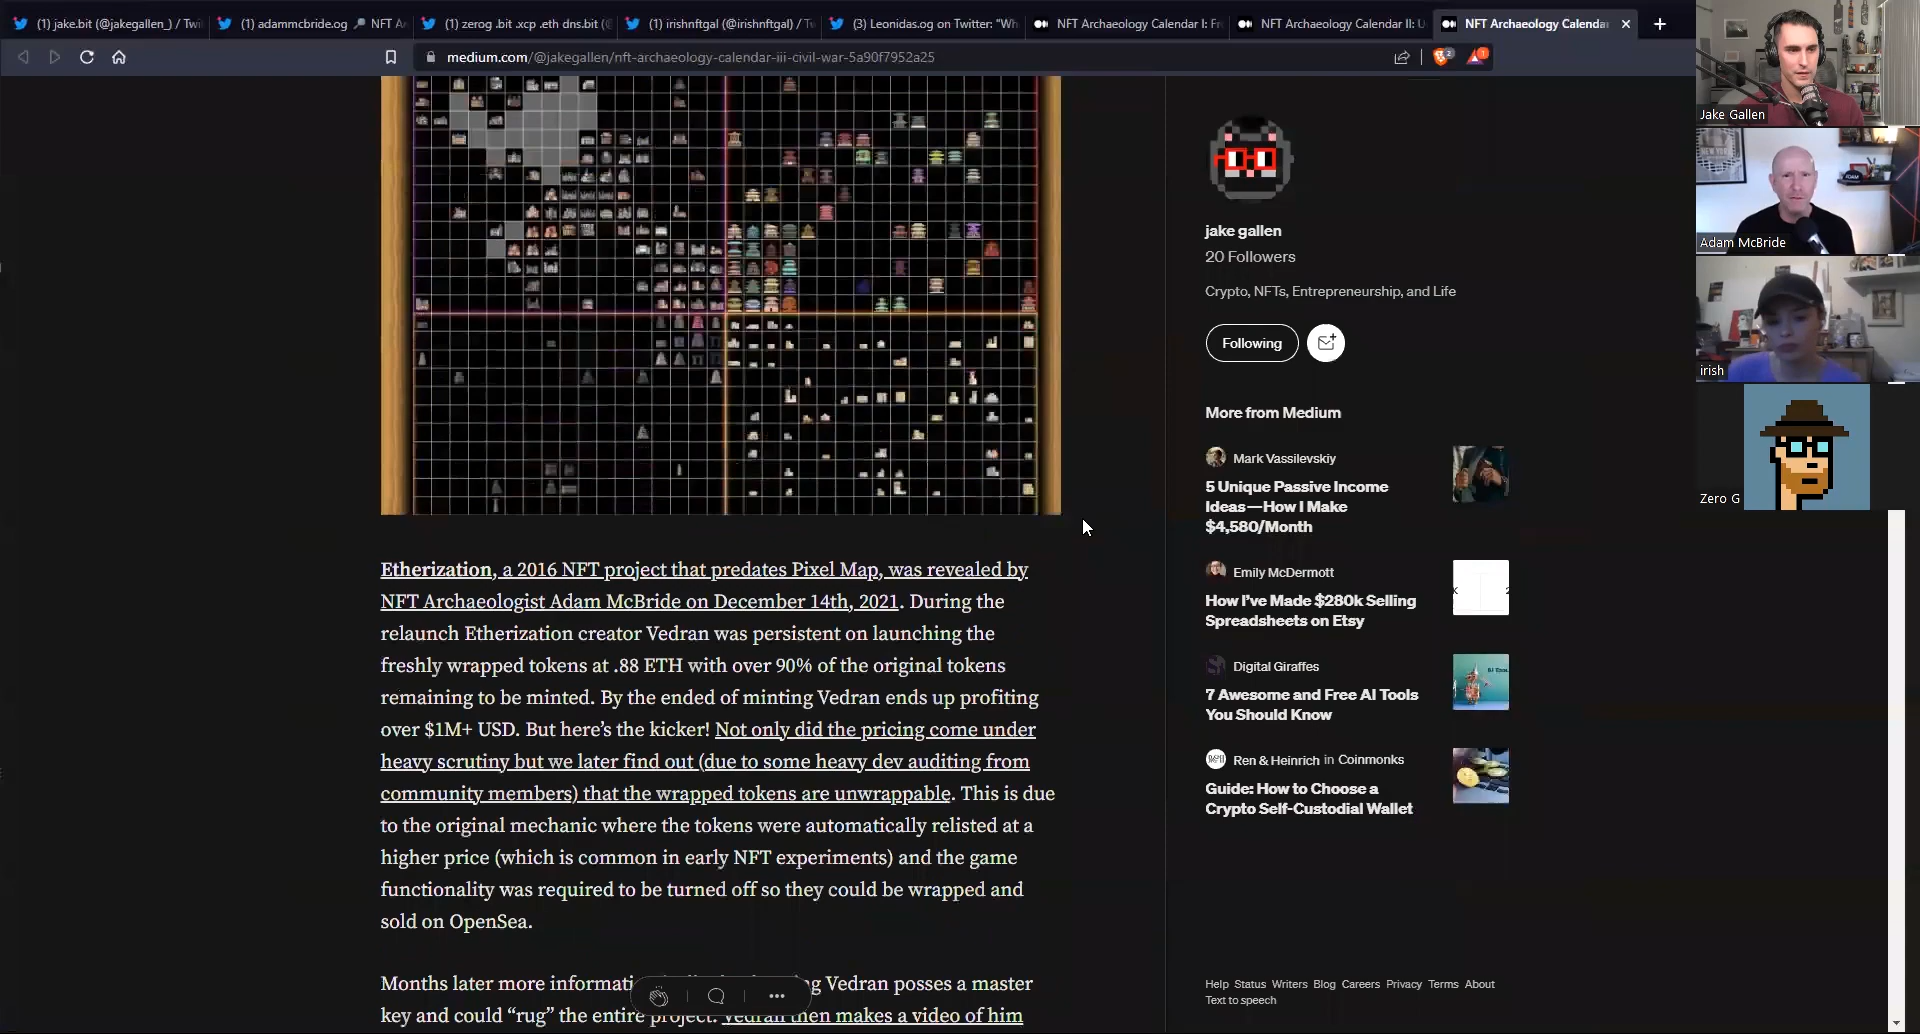 (1) jake.bit (@jakegallen_) / Twi
(1) adammcbride.og 🔎 NFT A
(1) zerog .bit .xcp .eth dns.bit (@
(1) irishnftgal (@irishnftgal) / T
(3) Leonidas.og on Twitter: "Wh
NFT Archaeology Calendar I: Fr
NFT Archaeology Calendar II: U
NFT Archaeology Calenda
medium.com/@jakegallen/nft-archaeology-calendar-iii-civil-war-5a90f7952a25
2
1
Jake Gallen
Adam McBride
irish
Zero G
jake gallen
20 Followers
Crypto, NFTs, Entrepreneurship, and Life
Following
More from Medium
Mark Vassilevskiy
5 Unique Passive Income
Ideas—How I Make
$4,580/Month
Emily McDermott
How I've Made $280k Selling
Spreadsheets on Etsy
Digital Giraffes
7 Awesome and Free AI Tools
You Should Know
Ren & Heinrich in Coinmonks
Guide: How to Choose a
Crypto Self-Custodial Wallet
Help Status Writers Blog Careers Privacy Terms About
Text to speech
Etherization, a 2016 NFT project that predates Pixel Map, was revealed by
NFT Archaeologist Adam McBride on December 14th, 2021. During the
relaunch Etherization creator Vedran was persistent on launching the
freshly wrapped tokens at .88 ETH with over 90% of the original tokens
remaining to be minted. By the ended of minting Vedran ends up profiting
over $1M+ USD. But here's the kicker! Not only did the pricing come under
heavy scrutiny but we later find out (due to some heavy dev auditing from
community members) that the wrapped tokens are unwrappable. This is due
to the original mechanic where the tokens were automatically relisted at a
higher price (which is common in early NFT experiments) and the game
functionality was required to be turned off so they could be wrapped and
sold on OpenSea.
Months later more informati g Vedran posses a master
key and could "rug" the entire project. Vedran then makes a video of him